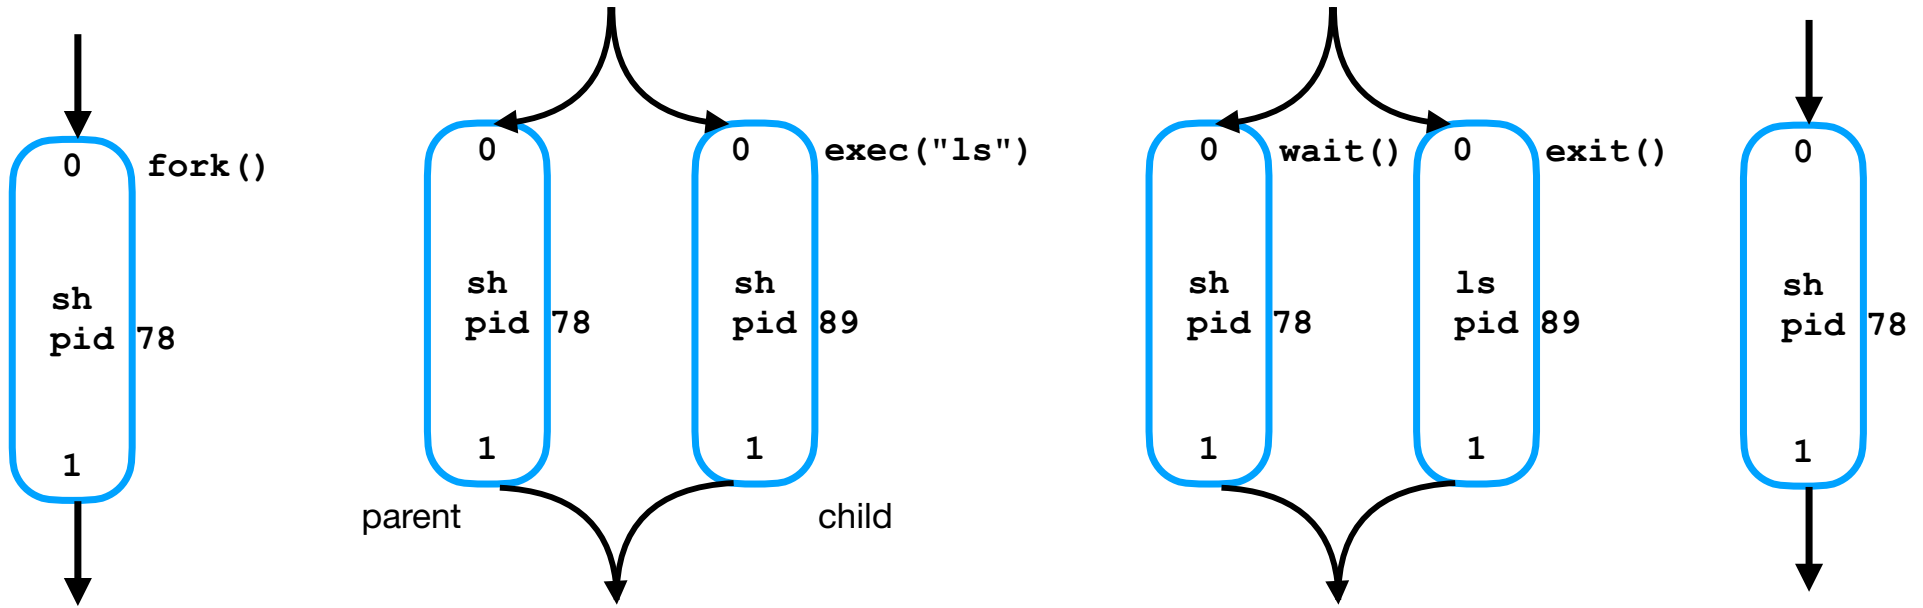 0 fork()
sh
pid 78
1
0
sh
pid 78
1
parent
0 exec("ls")
sh
pid 89
1
child
0 wait()
sh
pid 78
1
0 exit()
ls
pid 89
1
0
sh
pid 78
1